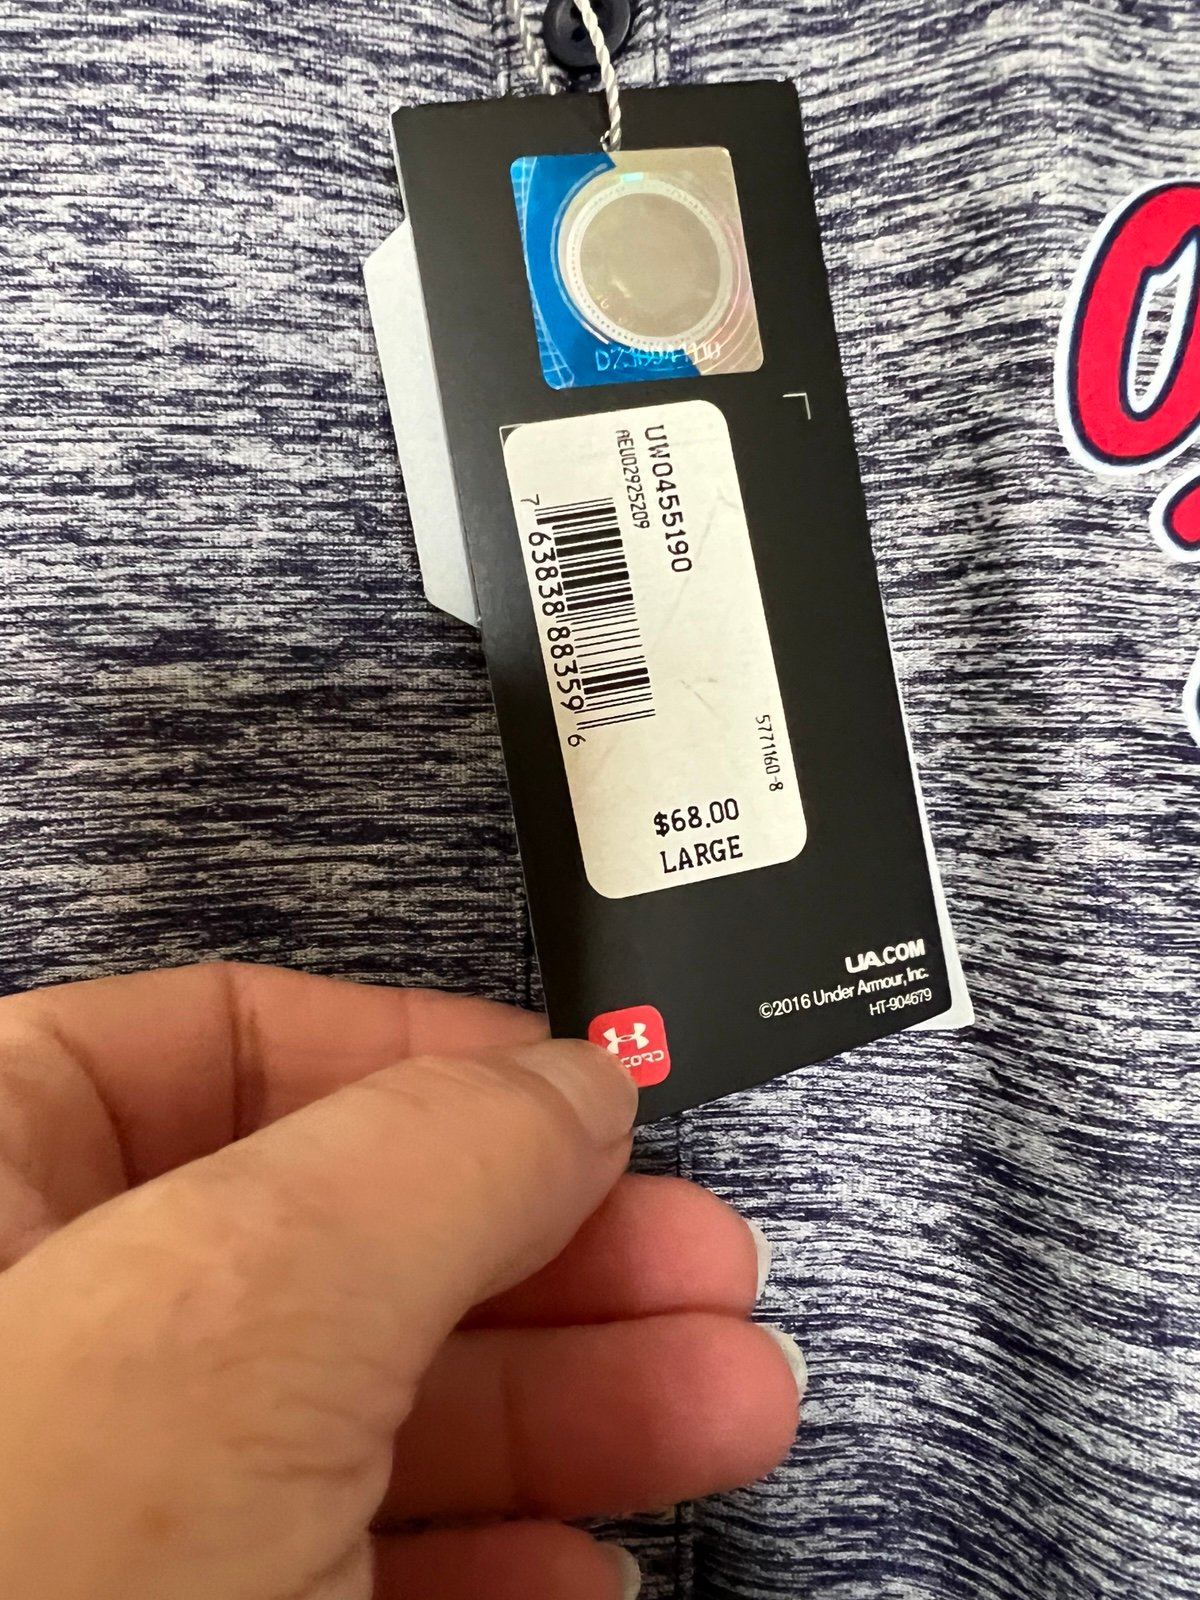 UW0455190
AEU02925209
7 63838 88359 6
5771160-8
$68.00
LARGE
UA.COM
©2016 Under Armour, Inc.
HT-904679